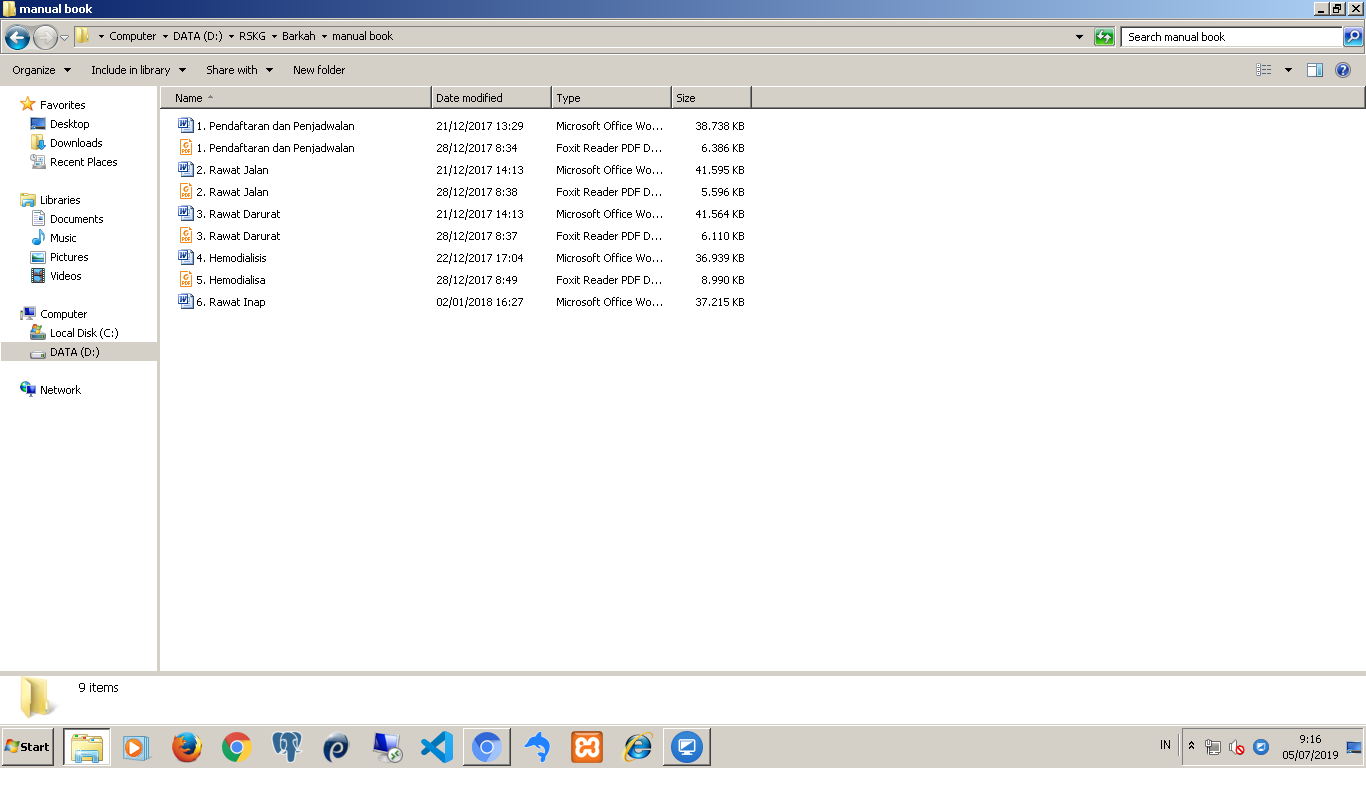 manual book
Computer DATA (D:) RSKG Barkah manual book Search manual book
Organize Include in library Share with New folder
Favorites
Desktop
Downloads
Recent Places
Libraries
Documents
Music
Pictures
Videos
Computer
Local Disk (C:)
DATA (D:)
Network
Name Date modified Type Size
1. Pendaftaran dan Penjadwalan 21/12/2017 13:29 Microsoft Office Wo... 38.738 KB
1. Pendaftaran dan Penjadwalan 28/12/2017 8:34 Foxit Reader PDF D... 6.386 KB
2. Rawat Jalan 21/12/2017 14:13 Microsoft Office Wo... 41.595 KB
2. Rawat Jalan 28/12/2017 8:38 Foxit Reader PDF D... 5.596 KB
3. Rawat Darurat 21/12/2017 14:13 Microsoft Office Wo... 41.564 KB
3. Rawat Darurat 28/12/2017 8:37 Foxit Reader PDF D... 6.110 KB
4. Hemodialisis 22/12/2017 17:04 Microsoft Office Wo... 36.939 KB
5. Hemodialisa 28/12/2017 8:49 Foxit Reader PDF D... 8.990 KB
6. Rawat Inap 02/01/2018 16:27 Microsoft Office Wo... 37.215 KB
9 items
Start
IN
9:16
05/07/2019